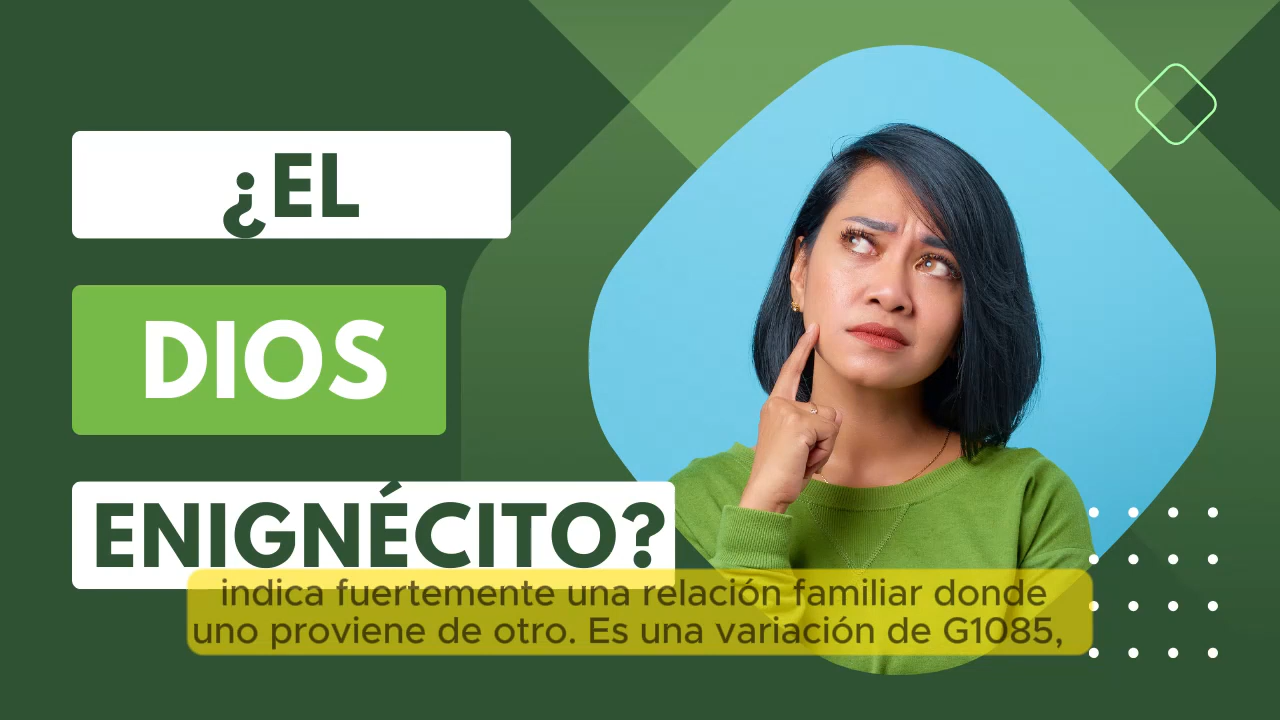 ¿EL
DIOS
ENIGNÉCITO?
indica fuertemente una relación familiar donde
uno proviene de otro. Es una variación de G1085,